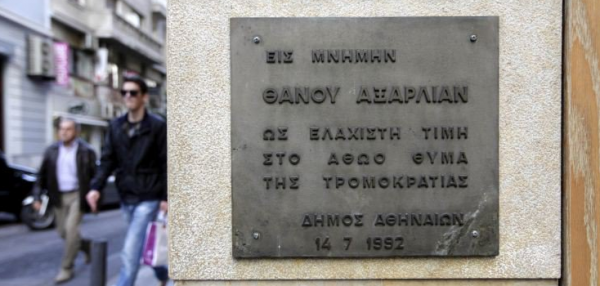 ΕΙΣ ΜΝΗΜΗΝ
ΘΑΝΟΥ ΑΞΑΡΛΙΑΝ
ΩΣ ΕΛΑΧΙΣΤΗ ΤΙΜΗ
ΣΤΟ ΑΘΩΟ ΘΥΜΑ
ΤΗΣ ΤΡΟΜΟΚΡΑΤΙΑΣ
ΔΗΜΟΣ ΑΘΗΝΑΙΩΝ
14 7 1992